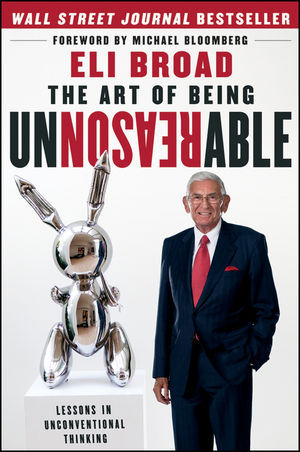 WALL STREET JOURNAL BESTSELLER
FOREWORD BY MICHAEL BLOOMBERG
ELI BROAD
THE ART OF BEING
UNREASONABLE
LESSONS IN
UNCONVENTIONAL
THINKING